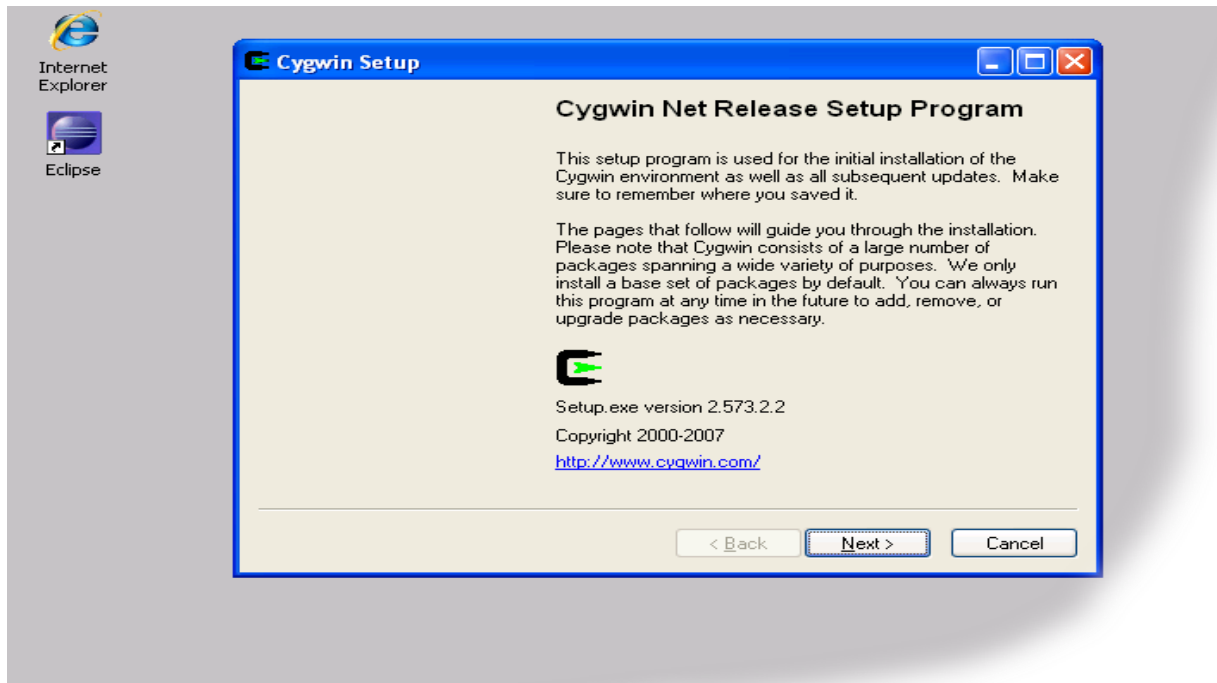 Internet
Explorer
Eclipse
Cygwin Setup
Cygwin Net Release Setup Program
This setup program is used for the initial installation of the
Cygwin environment as well as all subsequent updates.  Make
sure to remember where you saved it.
The pages that follow will guide you through the installation.
Please note that Cygwin consists of a large number of
packages spanning a wide variety of purposes.  We only
install a base set of packages by default.  You can always run
this program at any time in the future to add, remove, or
upgrade packages as necessary.
Setup.exe version 2.573.2.2
Copyright 2000-2007
http://www.cygwin.com/
< Back
Next >
Cancel